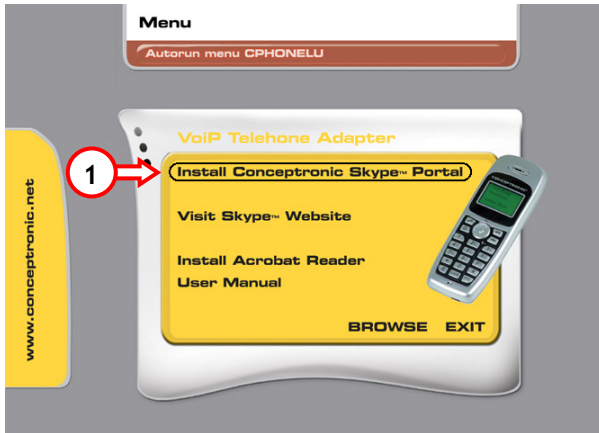 Menu
Autorun menu CPHONELU
VoiP Telehone Adapter
1
Install Conceptronic Skype™ Portal
www.conceptronic.net
Visit Skype™ Website
Install Acrobat Reader
User Manual
BROWSE EXIT